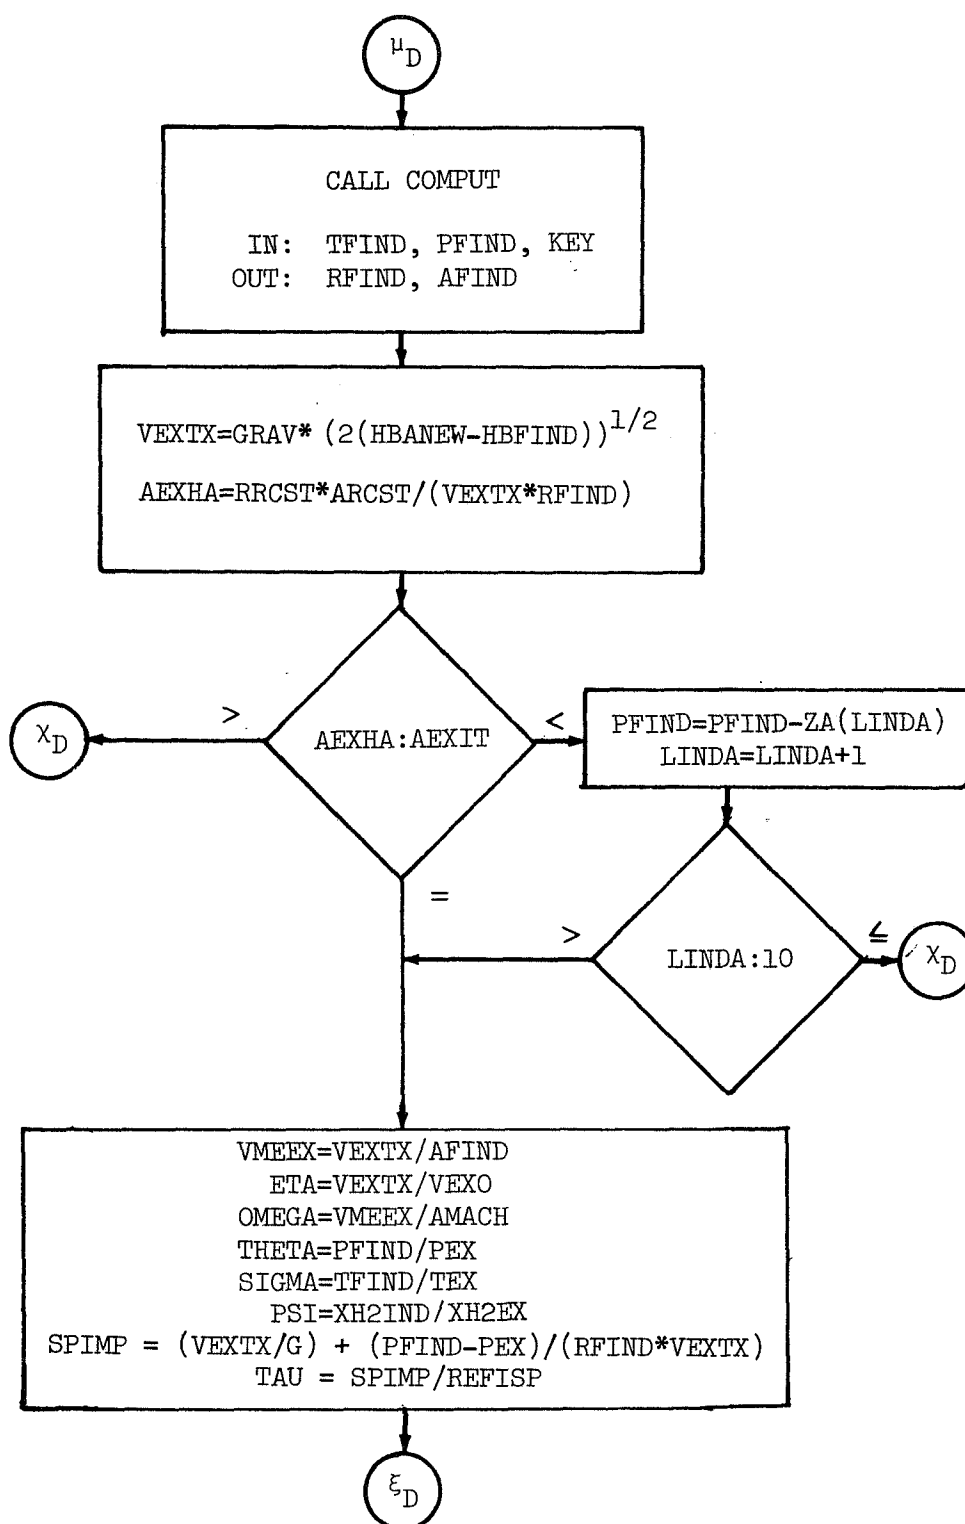 μD
CALL COMPUT
IN: TFIND, PFIND, KEY
OUT: RFIND, AFIND
VEXTX=GRAV* (2(HBANEW-HBFIND))1/2
AEXHA=RRCST*ARCST/(VEXTX*RFIND)
>
<
χD
AEXHA:AEXIT
PFIND=PFIND-ZA(LINDA)
LINDA=LINDA+1
=
>
≦
LINDA:10
χD
VMEEX=VEXTX/AFIND
ETA=VEXTX/VEXO
OMEGA=VMEEX/AMACH
THETA=PFIND/PEX
SIGMA=TFIND/TEX
PSI=XH2IND/XH2EX
SPIMP = (VEXTX/G) + (PFIND-PEX)/(RFIND*VEXTX)
TAU = SPIMP/REFISP
ξD